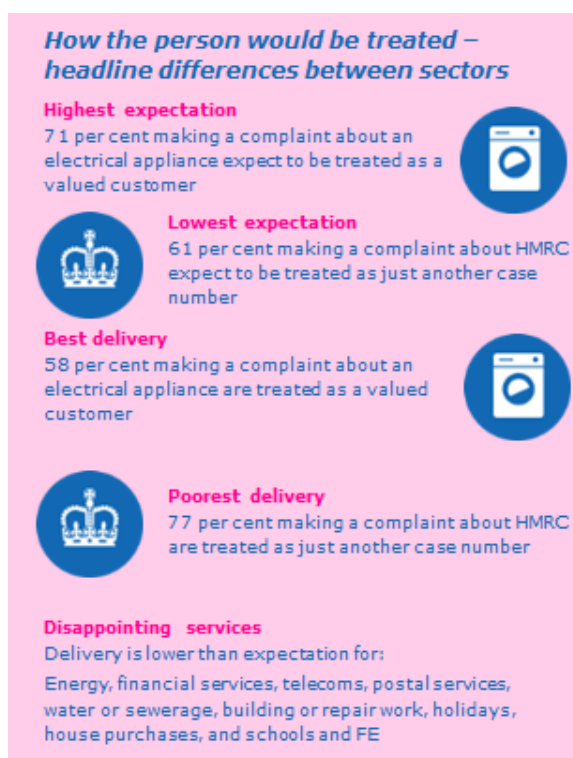 How the person would be treated –
headline differences between sectors
Highest expectation
71 per cent making a complaint about an
electrical appliance expect to be treated as a
valued customer
Lowest expectation
61 per cent making a complaint about HMRC
expect to be treated as just another case
number
Best delivery
58 per cent making a complaint about an
electrical appliance are treated as a valued
customer
Poorest delivery
77 per cent making a complaint about HMRC
are treated as just another case number
Disappointing services
Delivery is lower than expectation for:
Energy, financial services, telecoms, postal services,
water or sewerage, building or repair work, holidays,
house purchases, and schools and FE